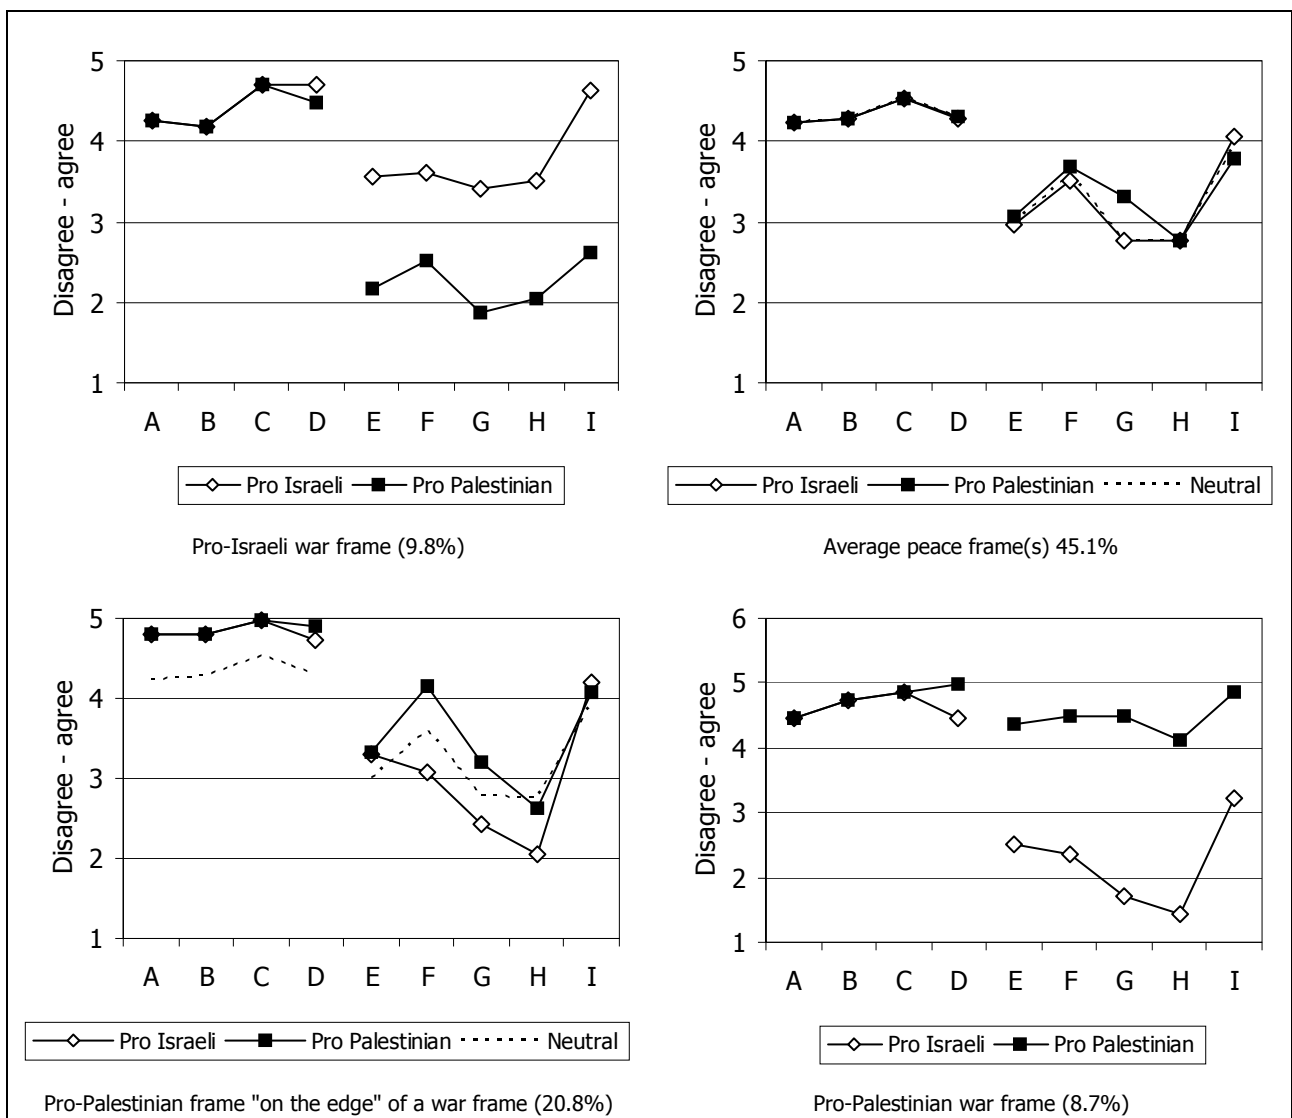 5
4
3
2
1
Disagree - agree
A B C D E F G H I
Pro Israeli Pro Palestinian
Pro-Israeli war frame (9.8%)
5
4
3
2
1
Disagree - agree
A B C D E F G H I
Pro Israeli Pro Palestinian Neutral
Average peace frame(s) 45.1%
5
4
3
2
1
Disagree - agree
A B C D E F G H I
Pro Israeli Pro Palestinian Neutral
Pro-Palestinian frame "on the edge" of a war frame (20.8%)
6
5
4
3
2
1
Disagree - agree
A B C D E F G H I
Pro Israeli Pro Palestinian
Pro-Palestinian war frame (8.7%)